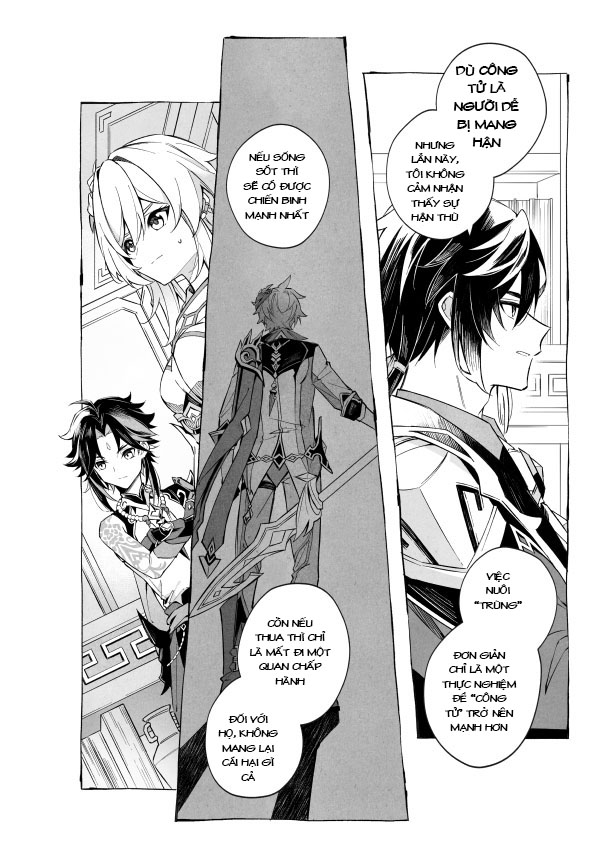 DÙ CÔNG
TỬ LÀ
NGƯỜI DỄ
BỊ MANG
HẬN
NHƯNG
LẦN NÀY,
TÔI KHÔNG
CẢM NHẬN
THẤY SỰ
HẬN THÙ
VIỆC
NUÔI
"TRÙNG"
ĐƠN GIẢN
CHỈ LÀ MỘT
THỰC NGHIỆM
ĐỂ "CÔNG
TỬ" TRỞ NÊN
MẠNH HƠN
NẾU SỐNG
SÓT THÌ
SẼ CÓ ĐƯỢC
CHIẾN BINH
MẠNH NHẤT
CÒN NẾU
THUA THÌ CHỈ
LÀ MẤT ĐI MỘT
QUAN CHẤP
HÀNH
ĐỐI VỚI
HỌ, KHÔNG
MANG LẠI
CÁI HẠI GÌ
CẢ